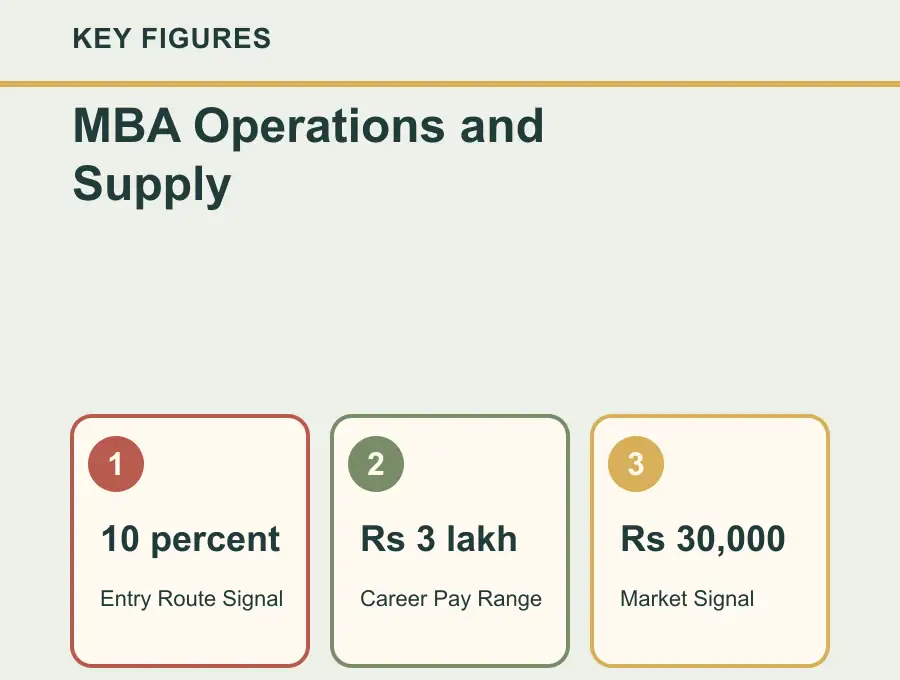 KEY FIGURES
MBA Operations and
Supply
1
10 percent
Entry Route Signal
2
Rs 3 lakh
Career Pay Range
3
Rs 30,000
Market Signal